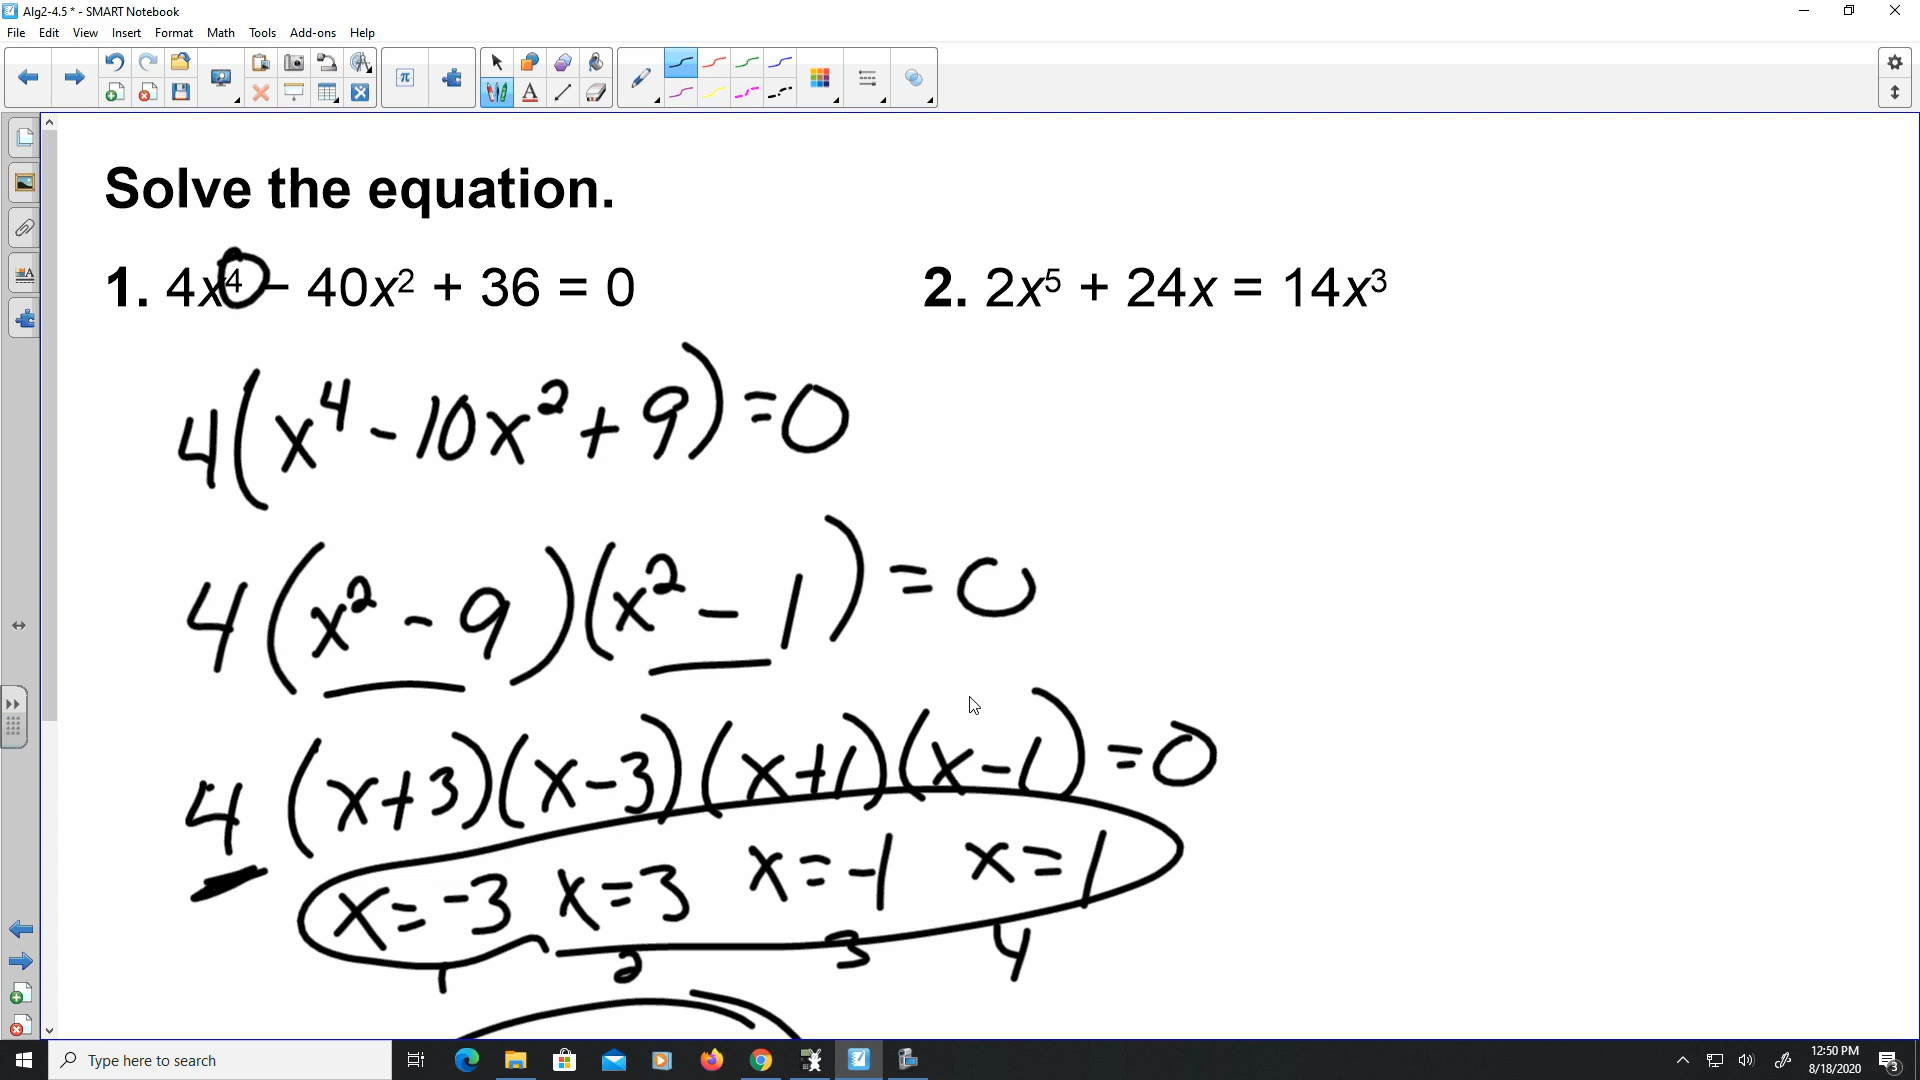 Alg2-4.5 * - SMART Notebook
File Edit View Insert Format Math Tools Add-ons Help
Solve the equation.
1. 4x⁴ – 40x² + 36 = 0
2. 2x⁵ + 24x = 14x³
4(x⁴ - 10x² + 9) = 0
4(x² - 9)(x² - 1) = 0
4 (x+3)(x-3)(x+1)(x-1) = 0
x = -3 x = 3 x = -1 x = 1
1 2 3 4
Type here to search
12:50 PM
8/18/2020
3